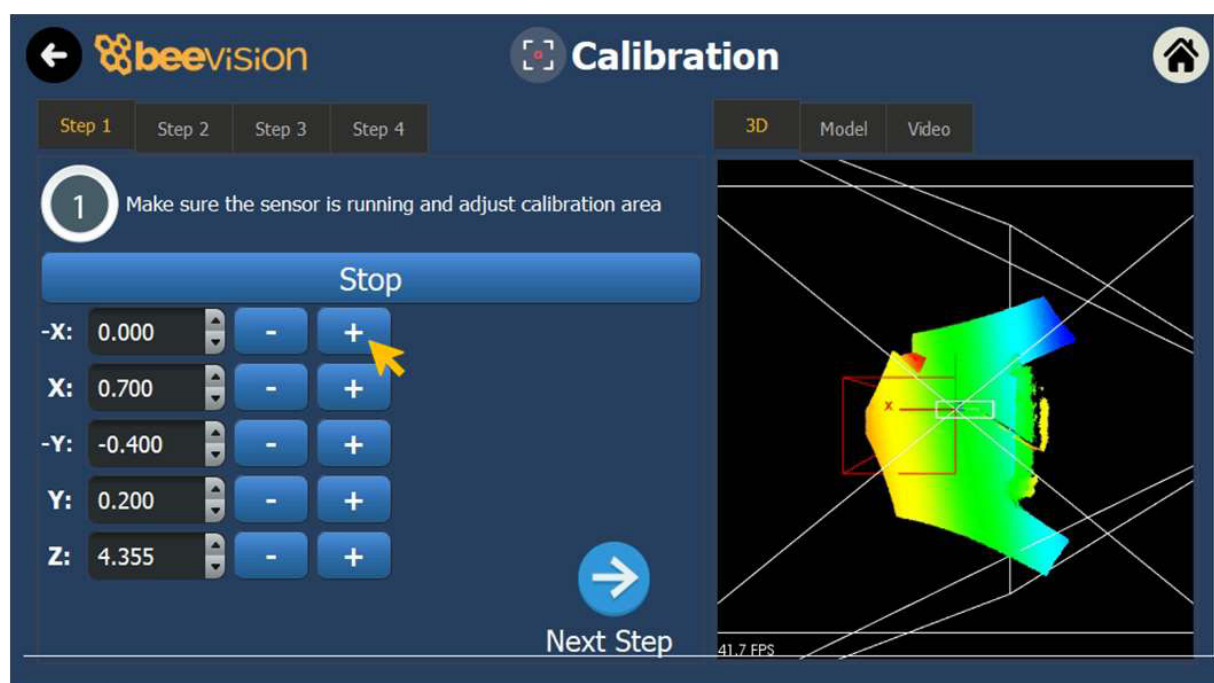 beevision
Calibration
Step 1 Step 2 Step 3 Step 4
3D Model Video
1 Make sure the sensor is running and adjust calibration area
Stop
-X: 0.000 - +
X: 0.700 - +
-Y: -0.400 - +
Y: 0.200 - +
Z: 4.355 - +
Next Step
X
41.7 FPS